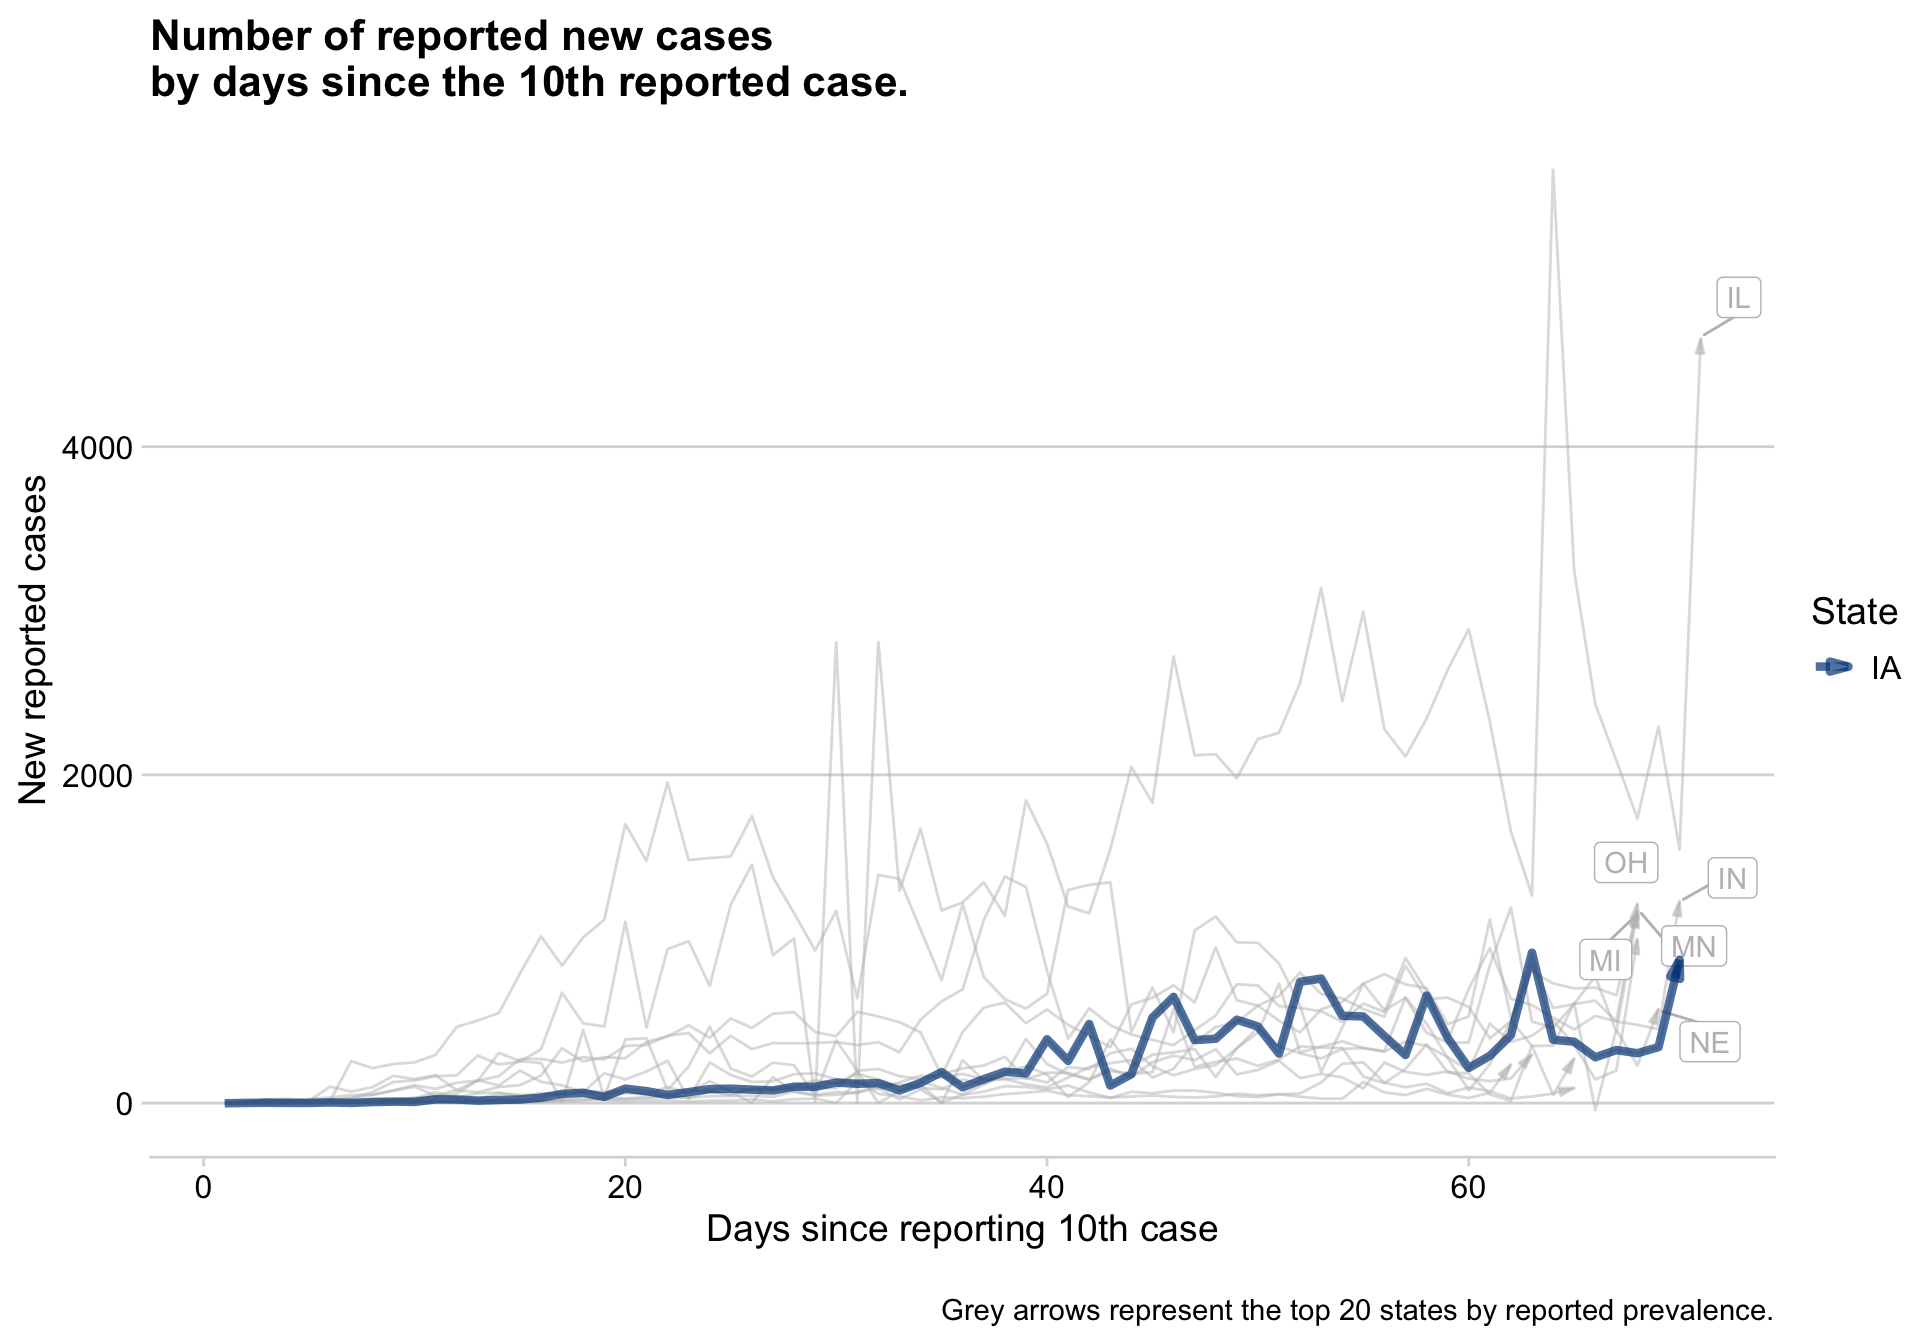 Number of reported new cases
by days since the 10th reported case.
New reported cases
4000
2000
0
IL
OH
IN
MI
MN
NE
State
IA
0
20
40
60
Days since reporting 10th case
Grey arrows represent the top 20 states by reported prevalence.